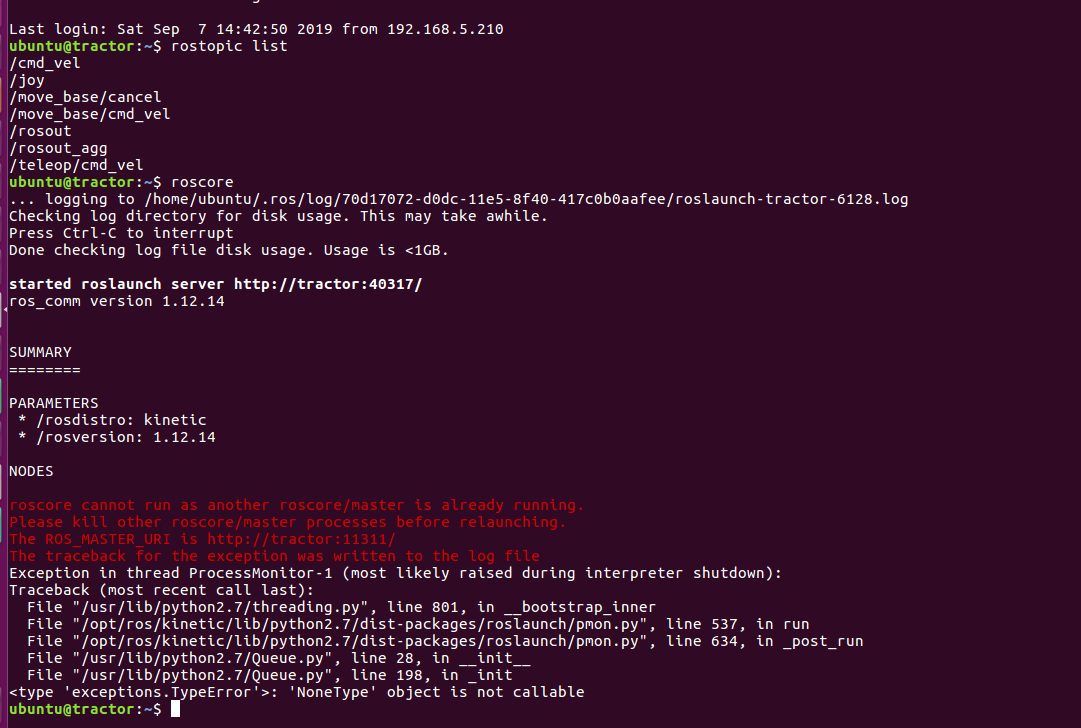 Last login: Sat Sep  7 14:42:50 2019 from 192.168.5.210
ubuntu@tractor:~$ rostopic list
/cmd_vel
/joy
/move_base/cancel
/move_base/cmd_vel
/rosout
/rosout_agg
/teleop/cmd_vel
ubuntu@tractor:~$ roscore
... logging to /home/ubuntu/.ros/log/70d17072-d0dc-11e5-8f40-417c0b0aafee/roslaunch-tractor-6128.log
Checking log directory for disk usage. This may take awhile.
Press Ctrl-C to interrupt
Done checking log file disk usage. Usage is <1GB.
started roslaunch server http://tractor:40317/
ros_comm version 1.12.14
SUMMARY
========
PARAMETERS
 * /rosdistro: kinetic
 * /rosversion: 1.12.14
NODES
roscore cannot run as another roscore/master is already running.
Please kill other roscore/master processes before relaunching.
The ROS_MASTER_URI is http://tractor:11311/
The traceback for the exception was written to the log file
Exception in thread ProcessMonitor-1 (most likely raised during interpreter shutdown):
Traceback (most recent call last):
  File "/usr/lib/python2.7/threading.py", line 801, in __bootstrap_inner
  File "/opt/ros/kinetic/lib/python2.7/dist-packages/roslaunch/pmon.py", line 537, in run
  File "/opt/ros/kinetic/lib/python2.7/dist-packages/roslaunch/pmon.py", line 634, in _post_run
  File "/usr/lib/python2.7/Queue.py", line 28, in __init__
  File "/usr/lib/python2.7/Queue.py", line 198, in _init
<type 'exceptions.TypeError'>: 'NoneType' object is not callable
ubuntu@tractor:~$